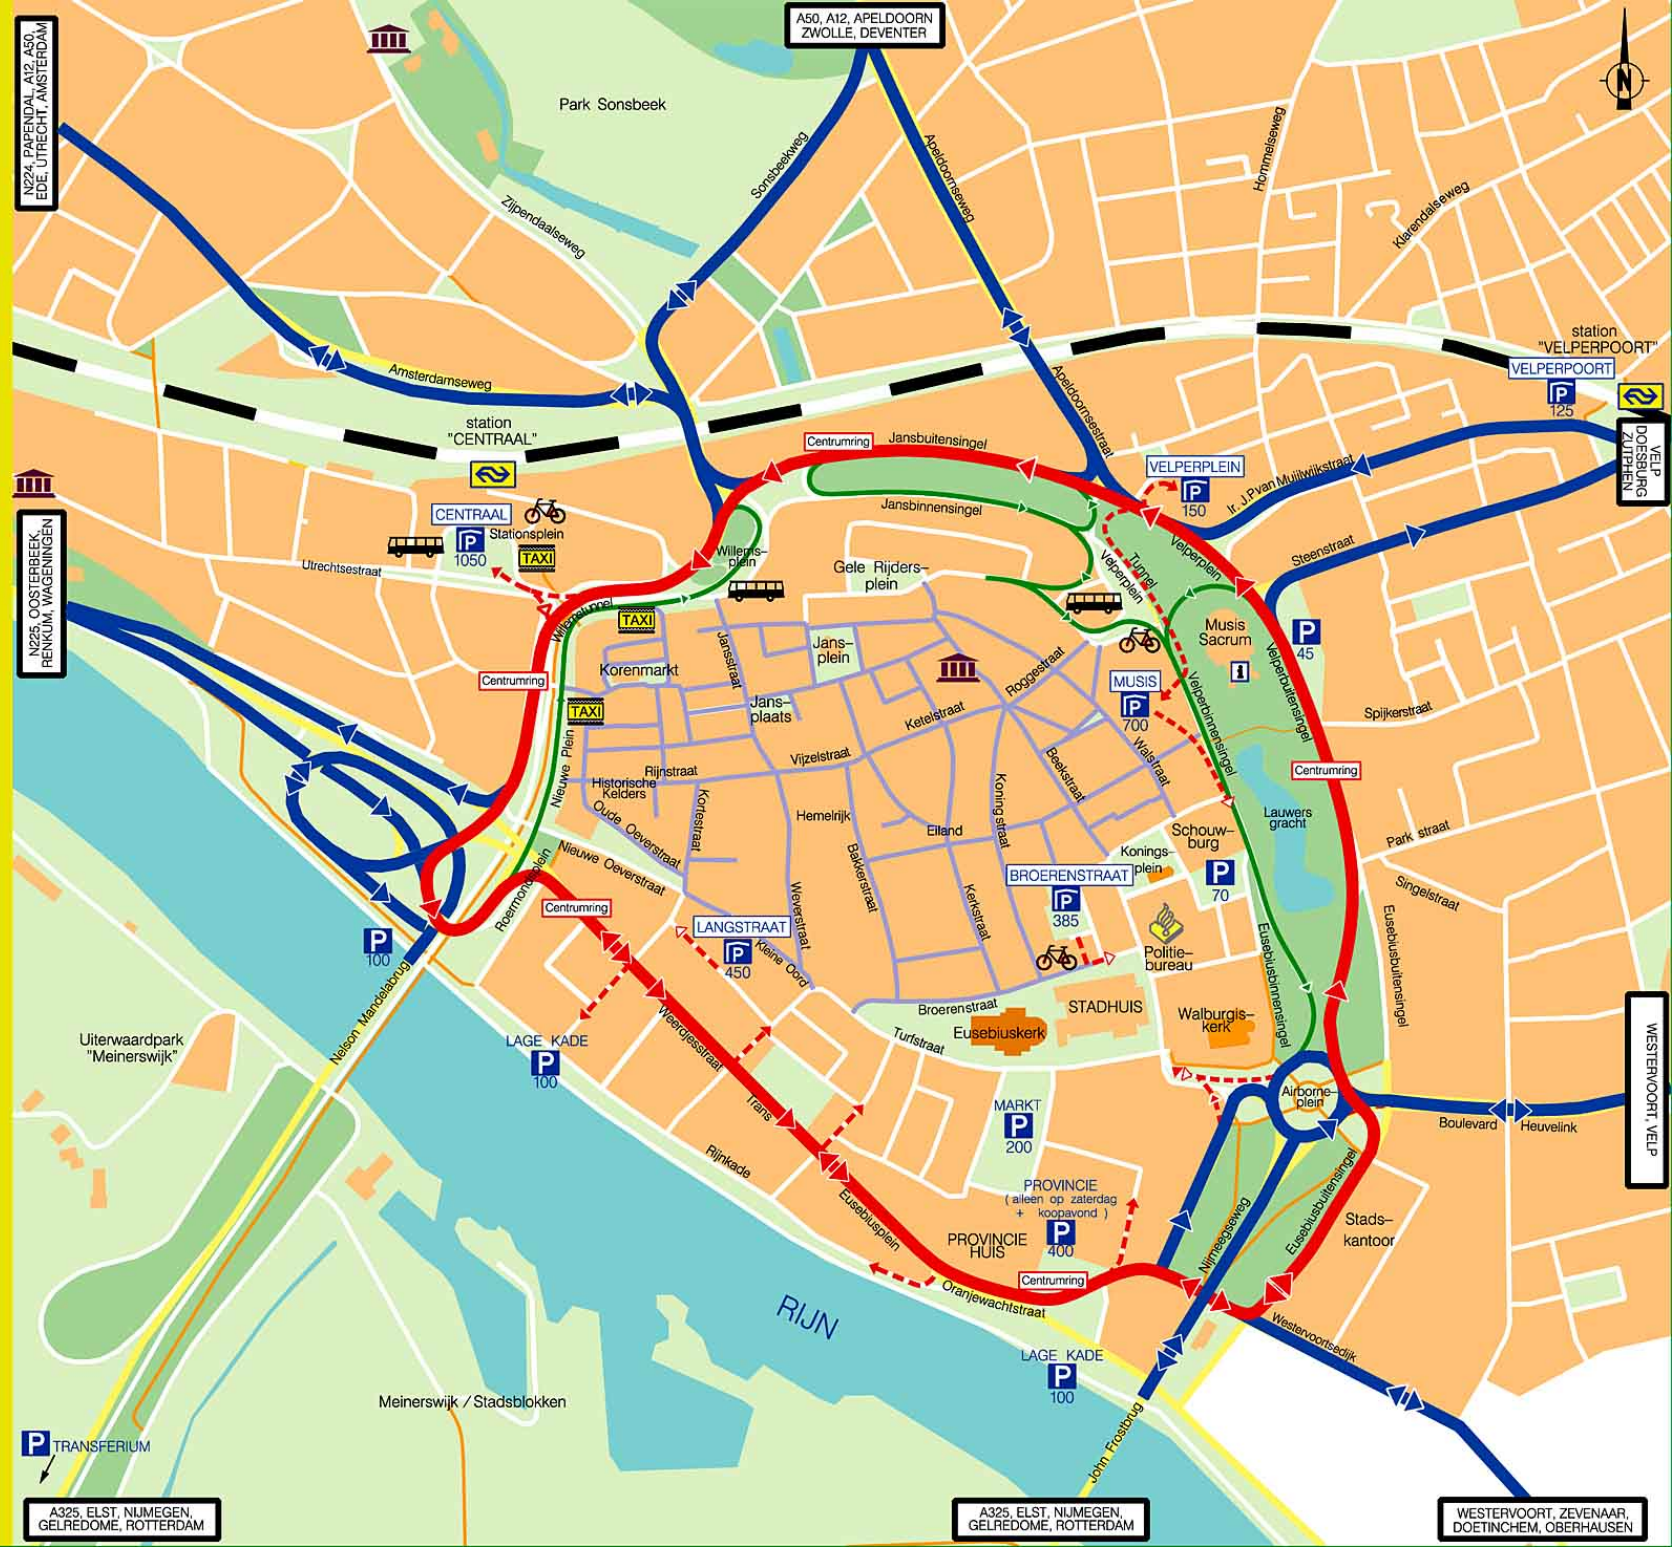 N224, PAPENDAL, A12, A50,
EDE, UTRECHT, AMSTERDAM
A50, A12, APELDOORN
ZWOLLE, DEVENTER
N
Park Sonsbeek
Sonsbeekweg
Apeldoornseweg
Hommelseweg
Klarendalseweg
Zijpendaalseweg
station
"VELPERPOORT"
VELPERPOORT
P
125
VELP
DOESBURG
ZUTPHEN
Amsterdamseweg
station
"CENTRAAL"
Centrumring
Jansbuitensingel
Apeldoornsestraat
VELPERPLEIN
P
150
Ir. J.P.van Muijlwijkstraat
CENTRAAL
P
1050
Stationsplein
TAXI
Jansbinnensingel
N225, OOSTERBEEK,
RENKUM, WAGENINGEN
Utrechtsestraat
Willems-
plein
Gele Rijders-
plein
Velperplein
Tunnel
Velperplein
Steenstraat
Willemstunnel
TAXI
Musis
Sacrum
i
P
45
Velperbuitensingel
Korenmarkt
Jansstraat
Jans-
plein
Roggestraat
MUSIS
P
700
Centrumring
TAXI
Jans-
plaats
Ketelstraat
Velperbinnensingel
Spijkerstraat
Nieuwe Plein
Vijzelstraat
Walstraat
Beekstraat
Centrumring
Rijnstraat
Historische
Kelders
Oude Oeverstraat
Kortestraat
Hemelrijk
Koningstraat
Eiland
Lauwers
gracht
Schouw-
burg
Park straat
Nieuwe Oeverstraat
Bakkerstraat
Konings-
plein
BROERENSTRAAT
P
385
P
70
Singelstraat
Roermondsplein
Centrumring
Weverstraat
Kerkstraat
LANGSTRAAT
P
450
Kleine Oord
Politie-
bureau
Eusebiusbinnensingel
Eusebiusbuitensingel
P
100
Nelson Mandelabrug
Weerdjesstraat
Broerenstraat
STADHUIS
Eusebiuskerk
Walburgis-
kerk
Turfstraat
Uiterwaardpark
"Meinerswijk"
LAGE KADE
P
100
Trans
MARKT
P
200
Airborne-
plein
Boulevard Heuvelink
WESTERVOORT, VELP
Rijnkade
Eusebiusplein
PROVINCIE
( alleen op zaterdag
+ koopavond )
P
400
PROVINCIE
HUIS
Nijmeegseweg
Eusebiusbuitensingel
Stads-
kantoor
Centrumring
Oranjewachtstraat
RIJN
Westervoortsedijk
LAGE KADE
P
100
Meinerswijk / Stadsblokken
John Frostbrug
P TRANSFERIUM
A325, ELST, NIJMEGEN,
GELREDOME, ROTTERDAM
A325, ELST, NIJMEGEN,
GELREDOME, ROTTERDAM
WESTERVOORT, ZEVENAAR,
DOETINCHEM, OBERHAUSEN